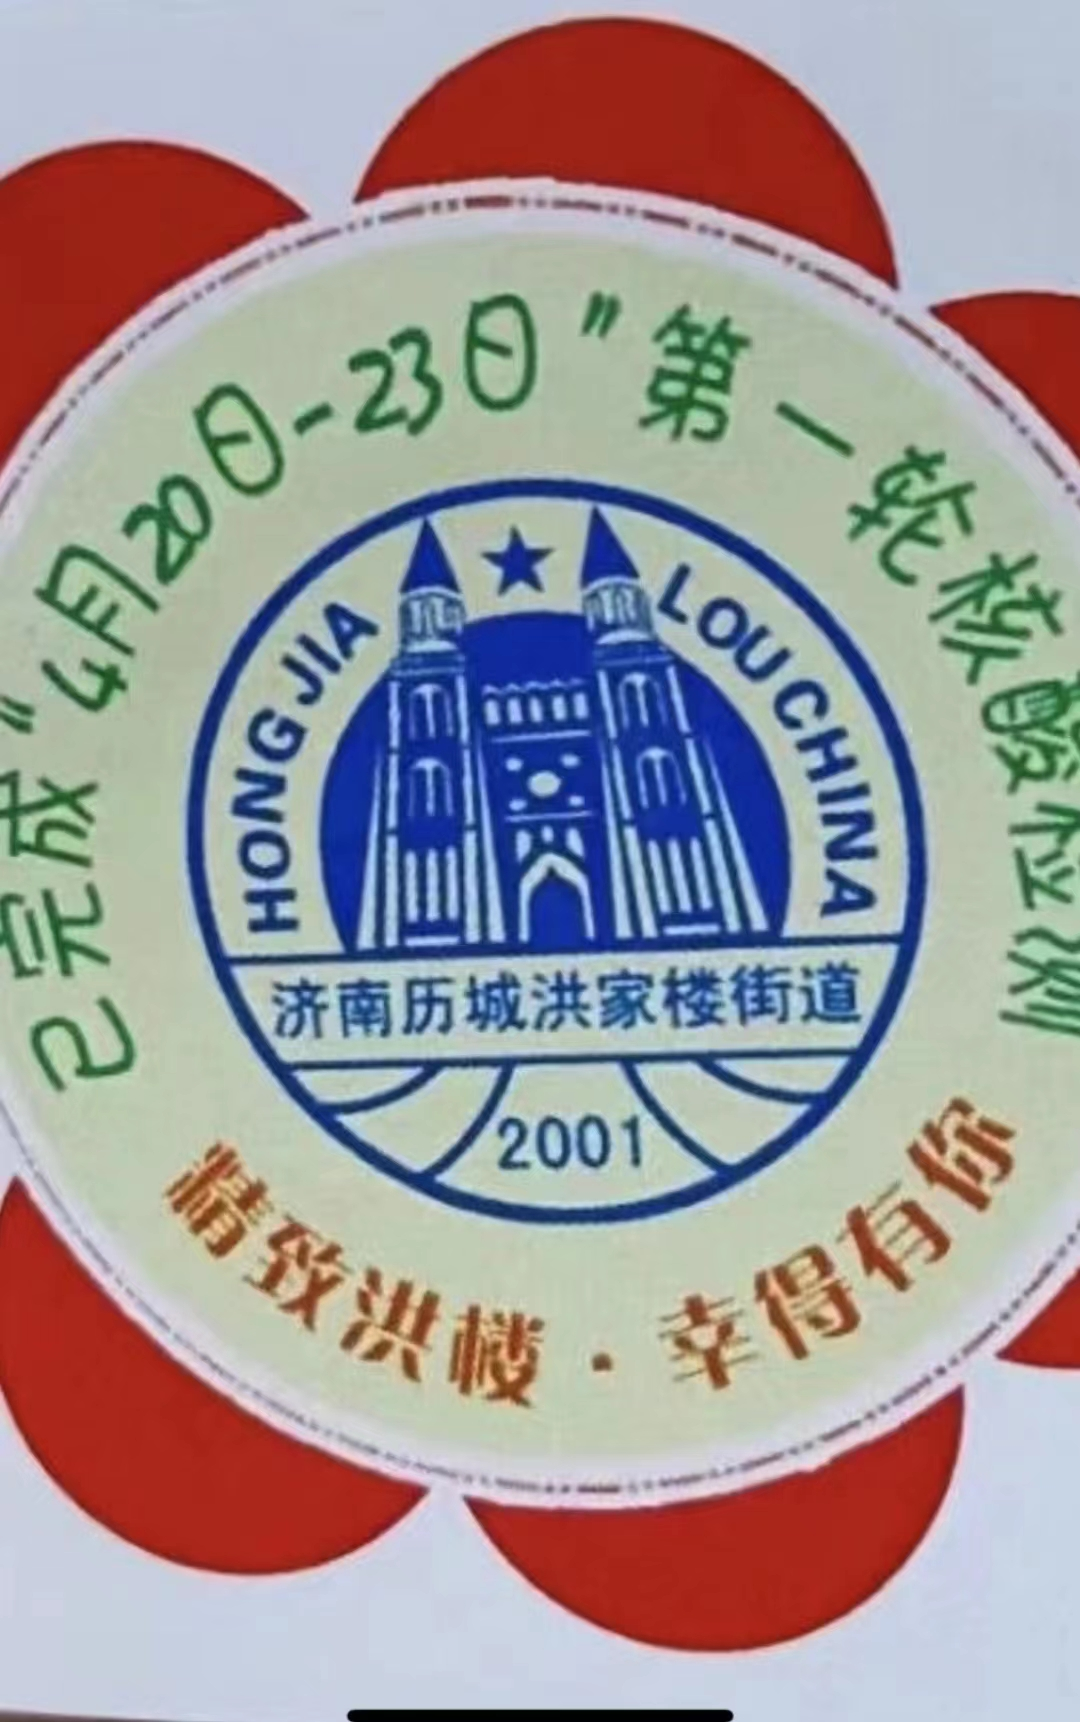 已完成"4月20日-23日"第一轮核酸检测
HONG JIA LOU CHINA
济南历城洪家楼街道
2001
精致洪楼·幸得有你